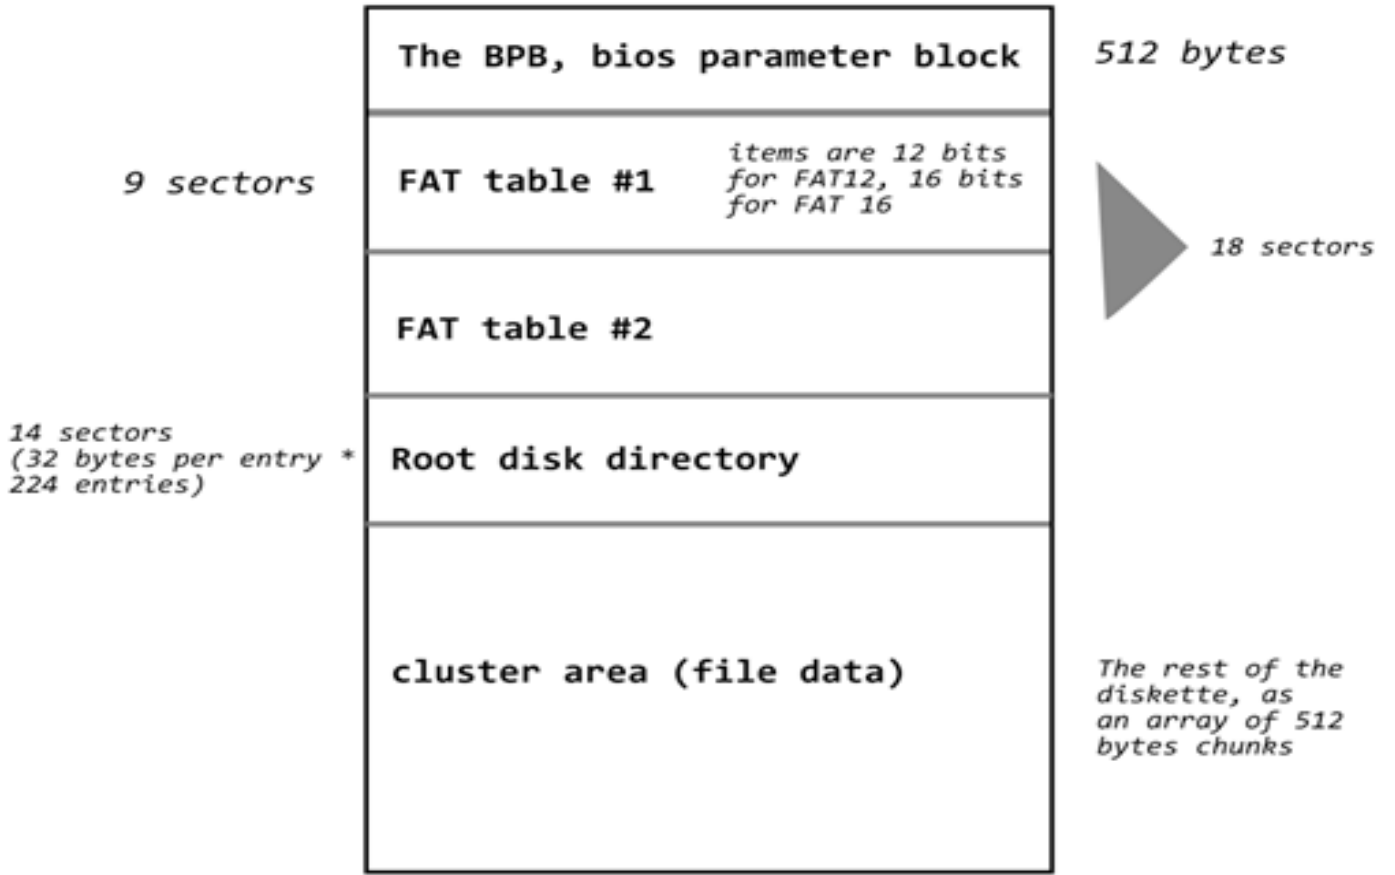 The BPB, bios parameter block
512 bytes
9 sectors
FAT table #1
items are 12 bits
for FAT12, 16 bits
for FAT 16
18 sectors
FAT table #2
14 sectors
(32 bytes per entry *
224 entries)
Root disk directory
cluster area (file data)
The rest of the
diskette, as
an array of 512
bytes chunks